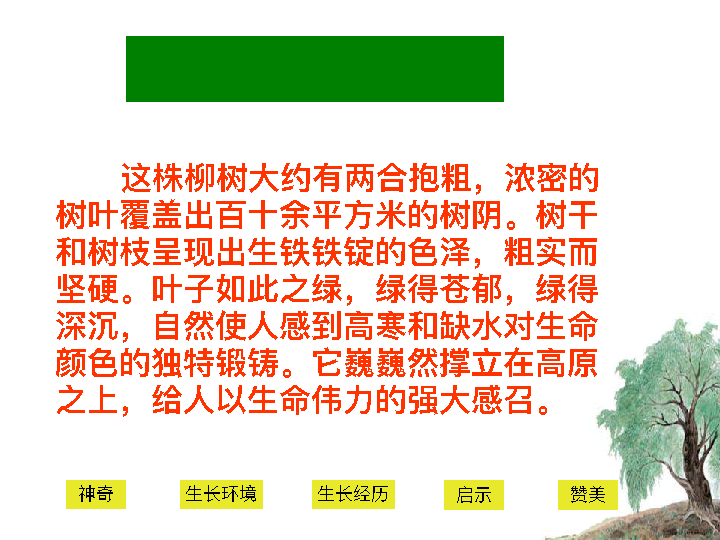 这株柳树大约有两合抱粗，浓密的
树叶覆盖出百十余平方米的树阴。树干
和树枝呈现出生铁铁锭的色泽，粗实而
坚硬。叶子如此之绿，绿得苍郁，绿得
深沉，自然使人感到高寒和缺水对生命
颜色的独特锻铸。它巍巍然撑立在高原
之上，给人以生命伟力的强大感召。
神奇
生长环境
生长经历
启示
赞美